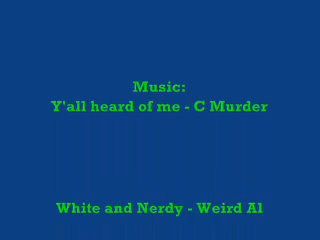 Music:
Y'all heard of me - C Murder
White and Nerdy - Weird Al